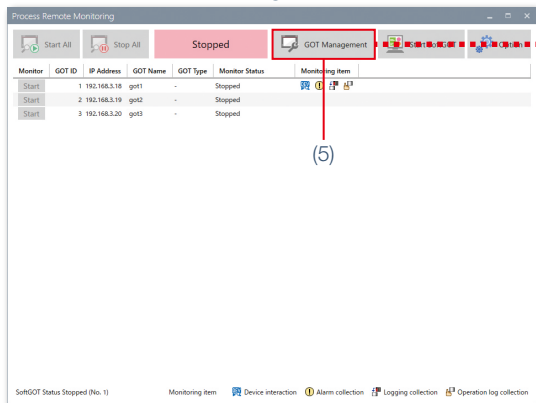 Process Remote Monitoring
Start All Stop All Stopped GOT Management Start SoftGOT Option
Monitor GOT ID IP Address GOT Name GOT Type Monitor Status Monitoring item
Start 1 192.168.3.18 got1 - Stopped
Start 2 192.168.3.19 got2 - Stopped
Start 3 192.168.3.20 got3 - Stopped
(5)
SoftGOT Status Stopped (No. 1) Monitoring item Device interaction Alarm collection Logging collection Operation log collection